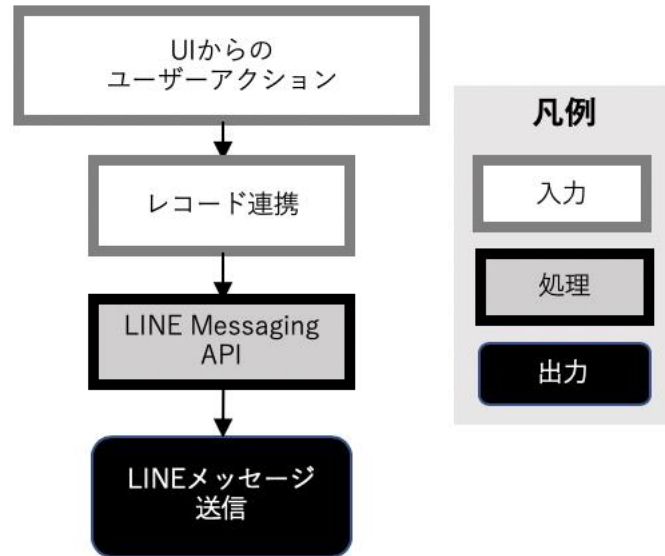 UIからの
ユーザーアクション
レコード連携
LINE Messaging
API
LINEメッセージ
送信
凡例
入力
処理
出力